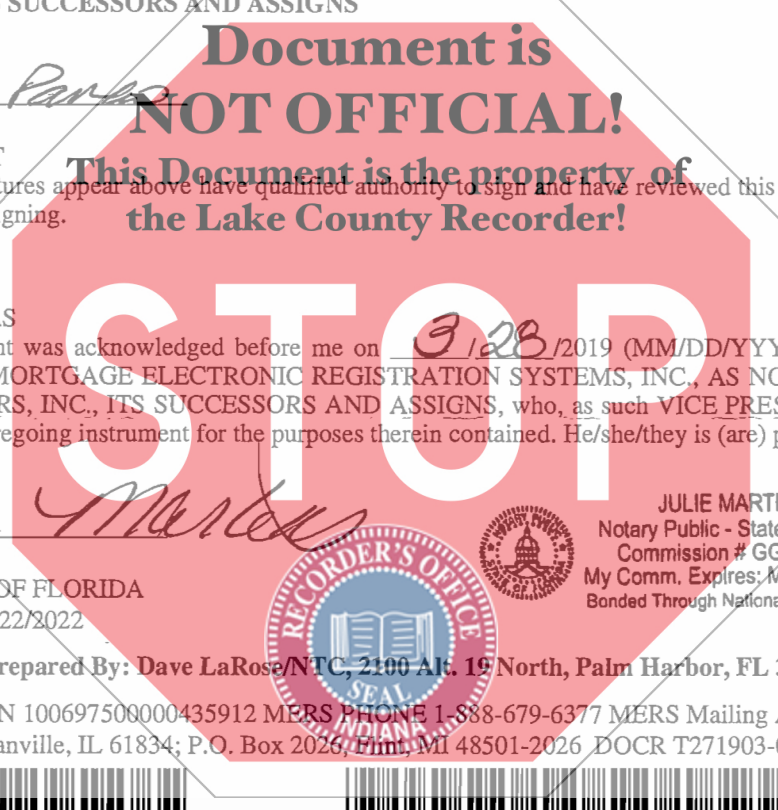 SUCCESSORS AND ASSIGNS
Document is
NOT OFFICIAL!
This Document is the property of
tures appear above have qualified authority to sign and have reviewed this
gning.
the Lake County Recorder!
STOP
AS
nt was acknowledged before me on 3/28/2019 (MM/DD/YYY
MORTGAGE ELECTRONIC REGISTRATION SYSTEMS, INC., AS NO
RS, INC., ITS SUCCESSORS AND ASSIGNS, who, as such VICE PRES
regoing instrument for the purposes therein contained. He/she/they is (are) p
JULIE MARTI
Notary Public - State
Commission # GG
My Comm. Expires: M
Bonded Through Nationa
OF FLORIDA
22/2022
RECORDER'S OFFICE
SEAL
INDIANA
repared By: Dave LaRose/NTC, 2100 Alt. 19 North, Palm Harbor, FL 3
N 100697500000435912 MERS PHONE 1-888-679-6377 MERS Mailing A
anville, IL 61834; P.O. Box 2026, Flint, MI 48501-2026 DOCR T271903-0